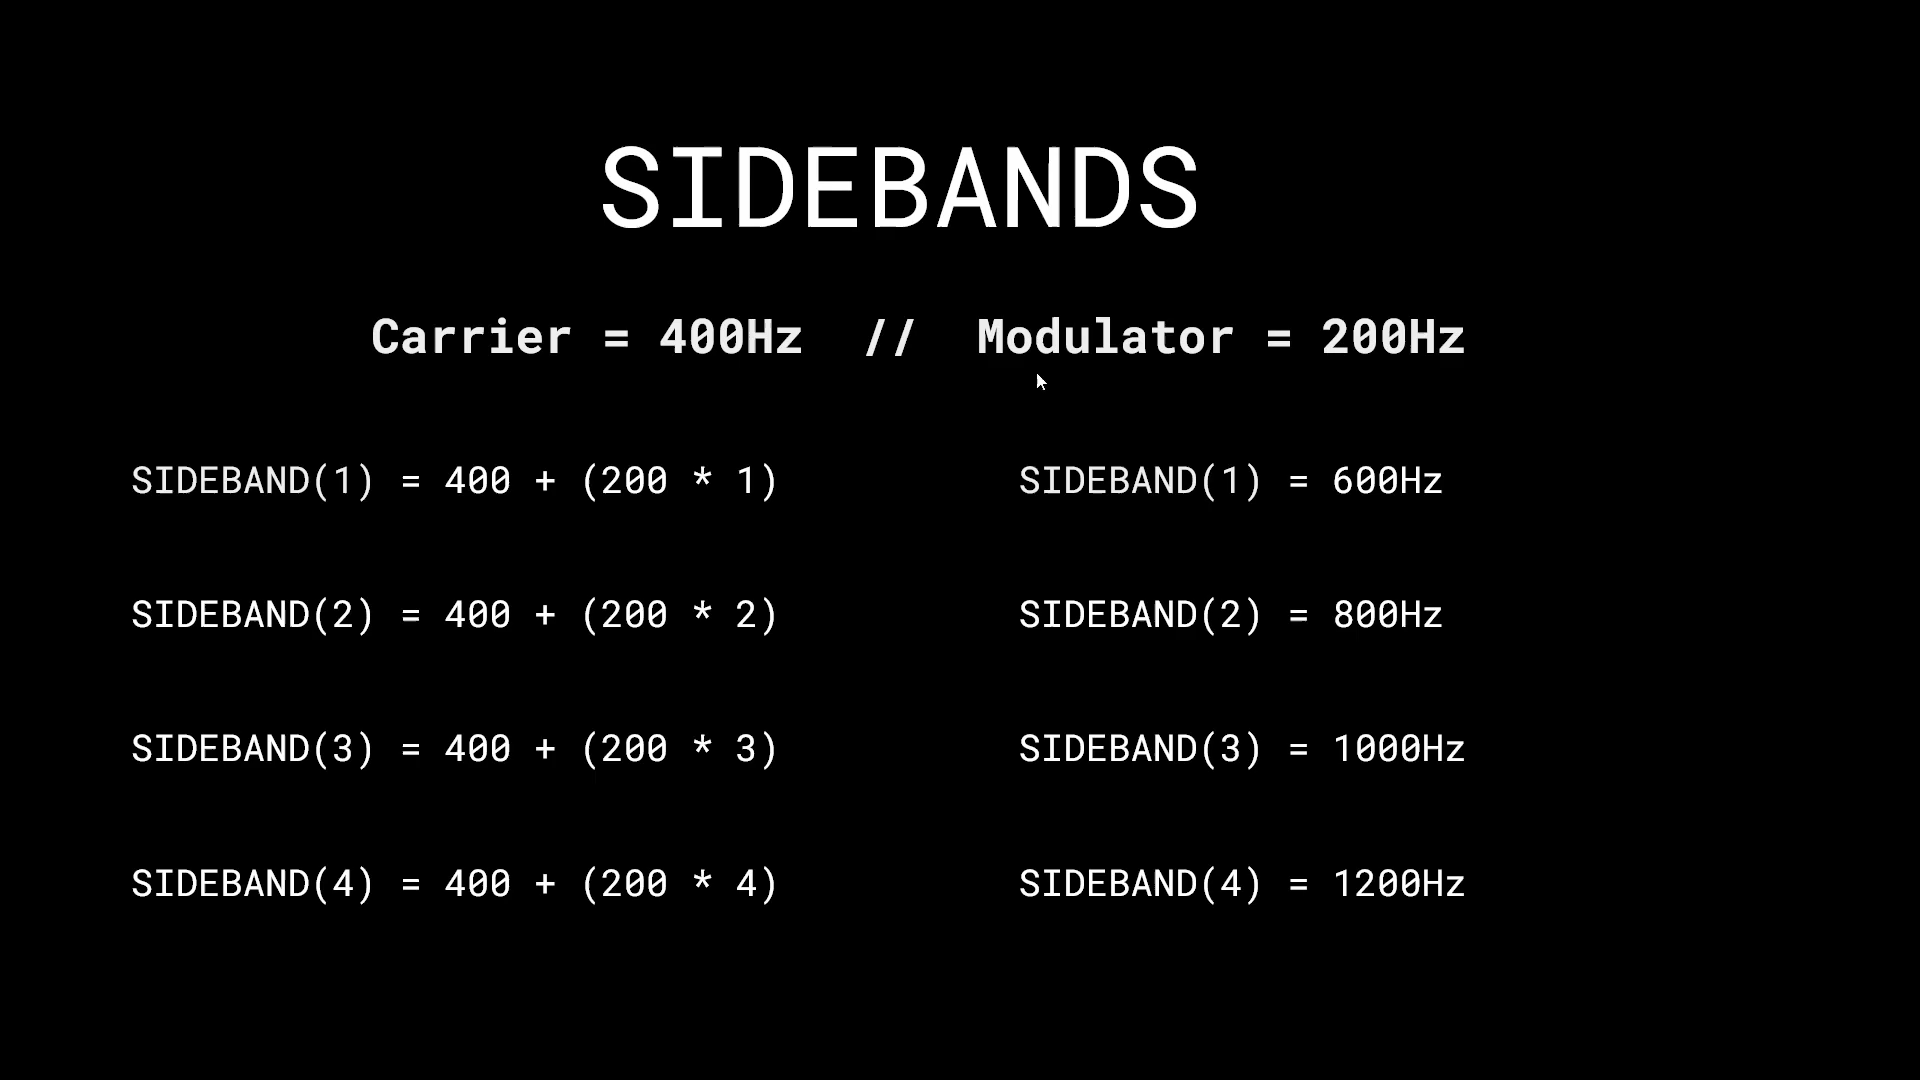 SIDEBANDS
Carrier = 400Hz // Modulator = 200Hz
SIDEBAND(1) = 400 + (200 * 1) SIDEBAND(1) = 600Hz
SIDEBAND(2) = 400 + (200 * 2) SIDEBAND(2) = 800Hz
SIDEBAND(3) = 400 + (200 * 3) SIDEBAND(3) = 1000Hz
SIDEBAND(4) = 400 + (200 * 4) SIDEBAND(4) = 1200Hz